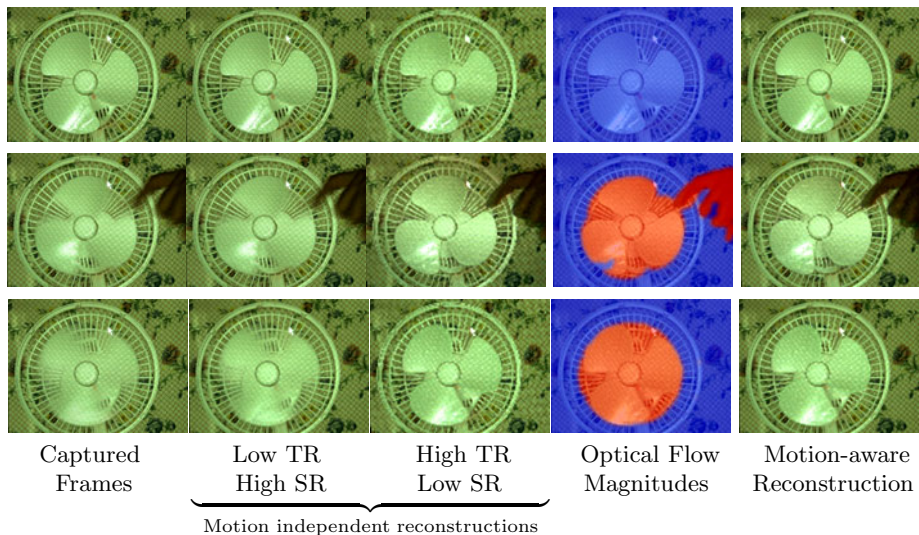 Captured Frames
Low TR High SR
High TR Low SR
Optical Flow Magnitudes
Motion-aware Reconstruction
Motion independent reconstructions